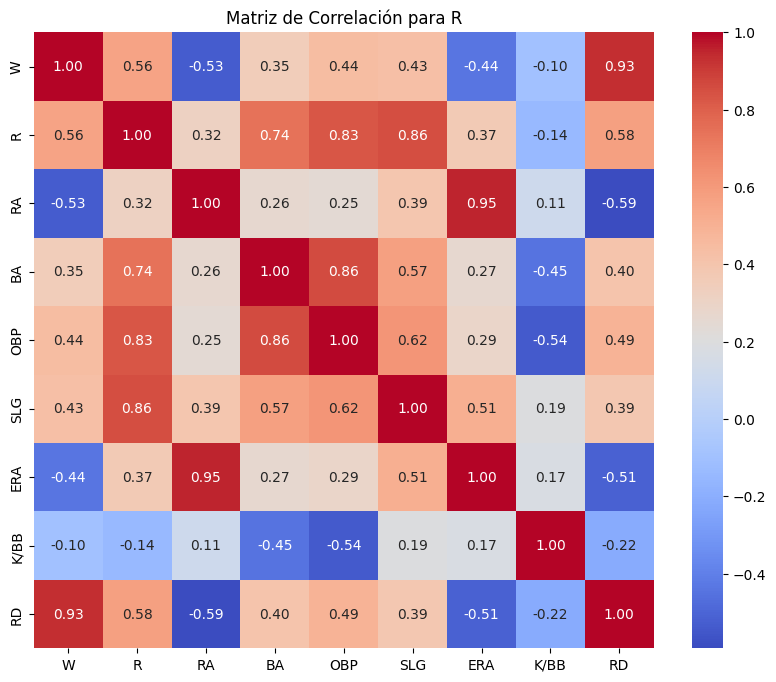 Matriz de Correlación para R
W 1.00 0.56 -0.53 0.35 0.44 0.43 -0.44 -0.10 0.93
R 0.56 1.00 0.32 0.74 0.83 0.86 0.37 -0.14 0.58
RA -0.53 0.32 1.00 0.26 0.25 0.39 0.95 0.11 -0.59
BA 0.35 0.74 0.26 1.00 0.86 0.57 0.27 -0.45 0.40
OBP 0.44 0.83 0.25 0.86 1.00 0.62 0.29 -0.54 0.49
SLG 0.43 0.86 0.39 0.57 0.62 1.00 0.51 0.19 0.39
ERA -0.44 0.37 0.95 0.27 0.29 0.51 1.00 0.17 -0.51
K/BB -0.10 -0.14 0.11 -0.45 -0.54 0.19 0.17 1.00 -0.22
RD 0.93 0.58 -0.59 0.40 0.49 0.39 -0.51 -0.22 1.00
W R RA BA OBP SLG ERA K/BB RD
1.0
0.8
0.6
0.4
0.2
0.0
−0.2
−0.4